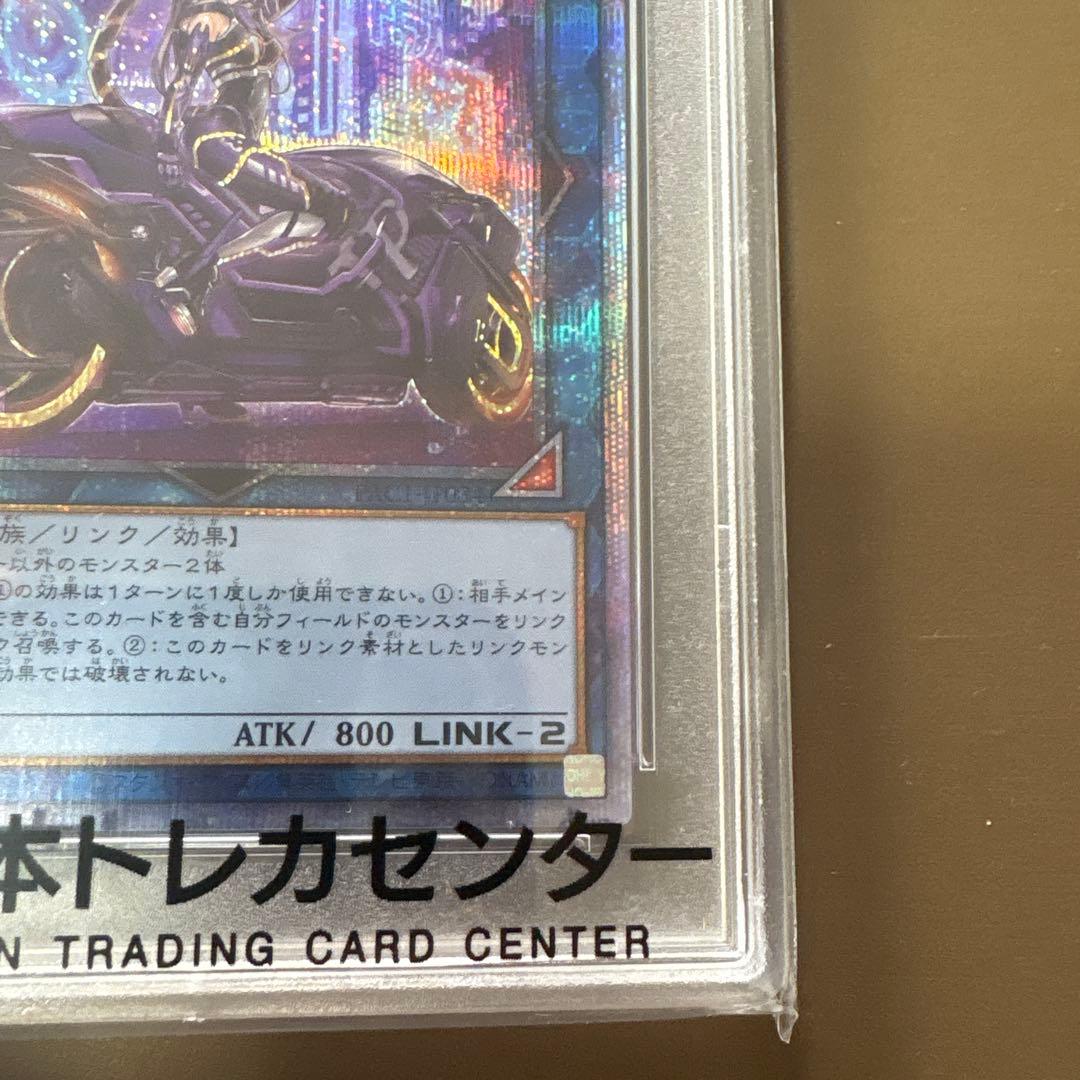 PAC1-JP034
族／リンク／効果】
ー以外のモンスター2体
①の効果は1ターンに1度しか使用できない。①：相手メイン
できる。このカードを含む自分フィールドのモンスターをリンク
ク召喚する。②：このカードをリンク素材としたリンクモン
効果では破壊されない。
ATK/ 800 LINK-2
本トレカセンター
N TRADING CARD CENTER